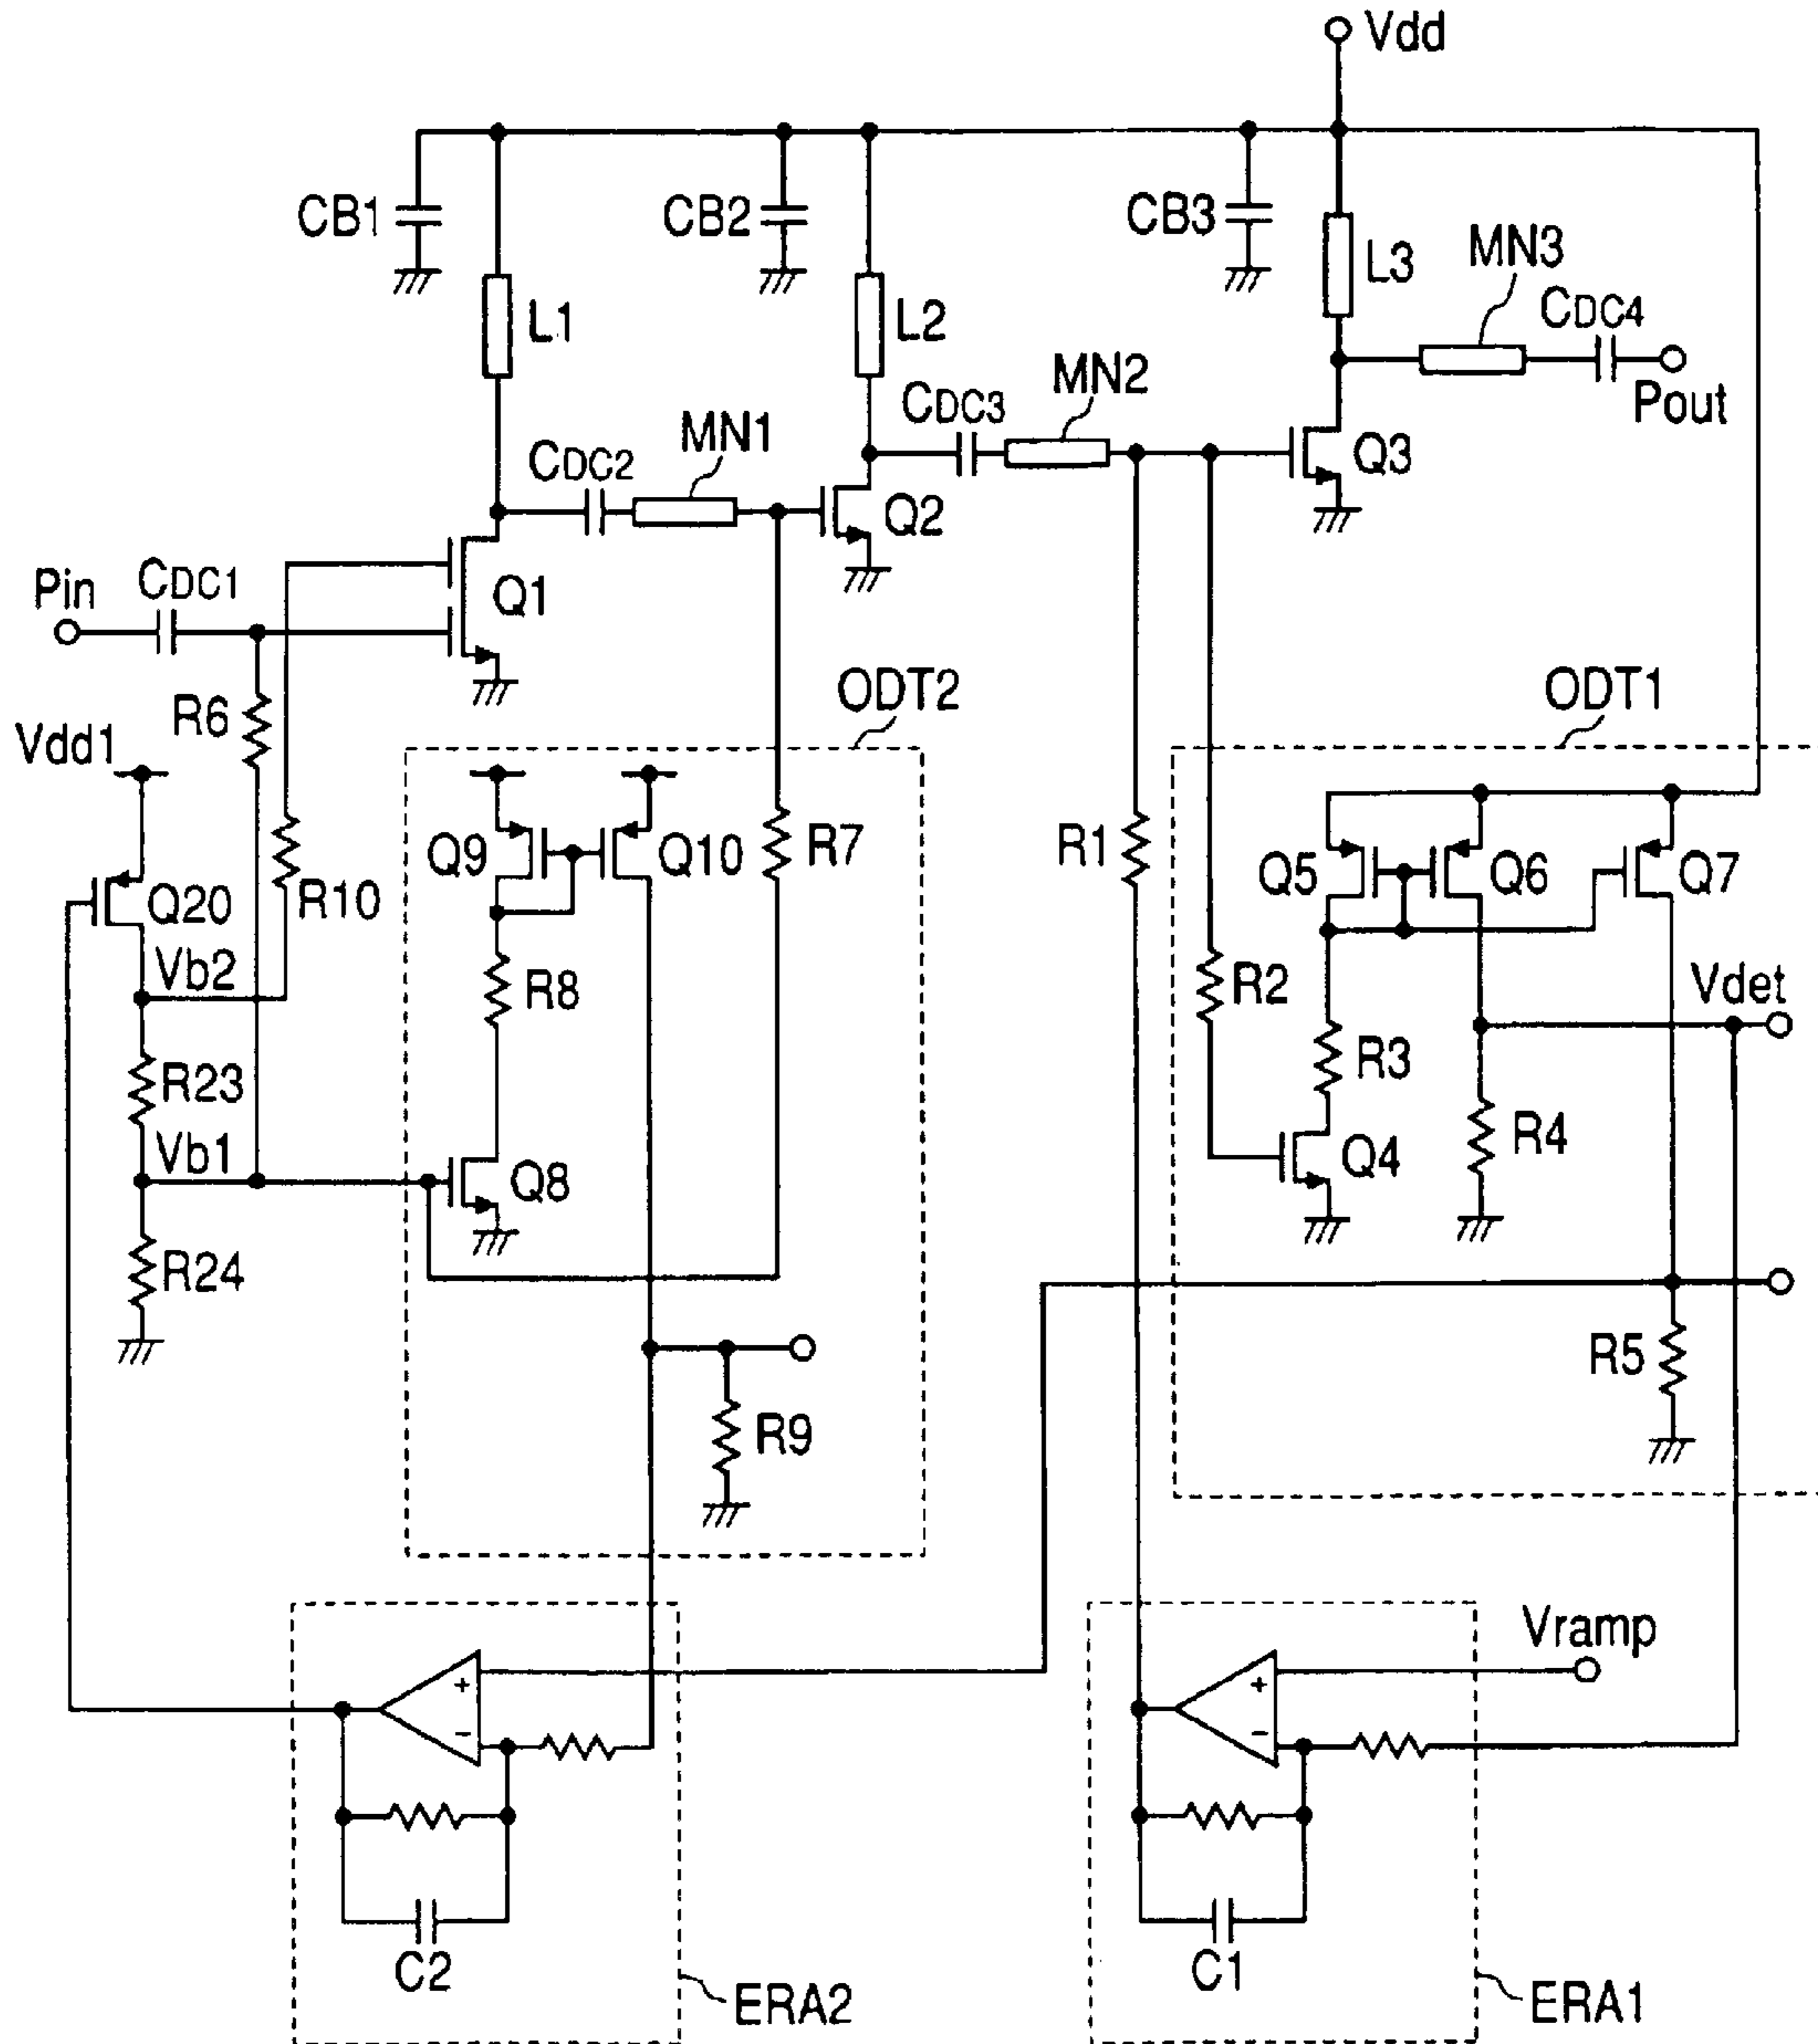 Vdd
CB1
CB2
CB3
L1
L2
L3
MN3
CDC4
Pout
MN2
CDC3
MN1
CDC2
Q3
Q2
Pin
CDC1
Q1
R6
ODT2
ODT1
Vdd1
Q9
Q10
R7
R1
Q5
Q6
Q7
Q20
R10
Vb2
R8
R2
Vdet
R23
R3
Vb1
Q8
Q4
R4
R24
R5
R9
Vramp
+
-
+
-
C2
C1
ERA2
ERA1